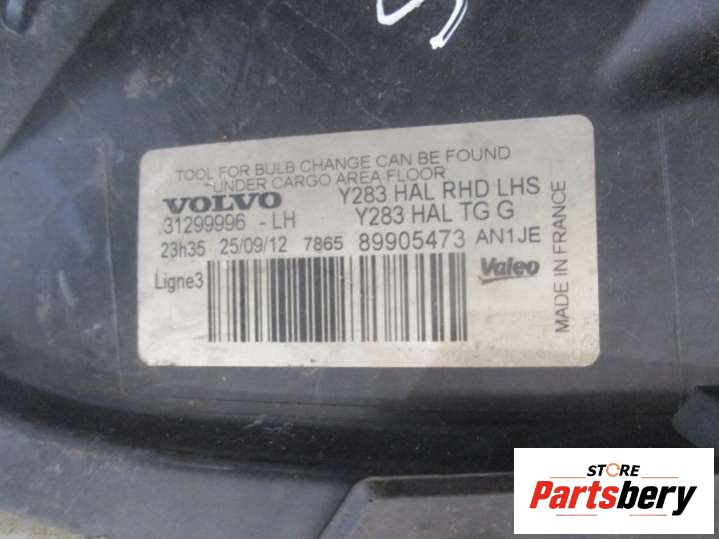 TOOL FOR BULB CHANGE CAN BE FOUND
UNDER CARGO AREA FLOOR
VOLVO Y283 HAL RHD LHS
31299996 - LH Y283 HAL TG G
23h35 25/09/12 7865 89905473 AN1JE
Ligne3
Valeo
MADE IN FRANCE
STORE
Partsbery